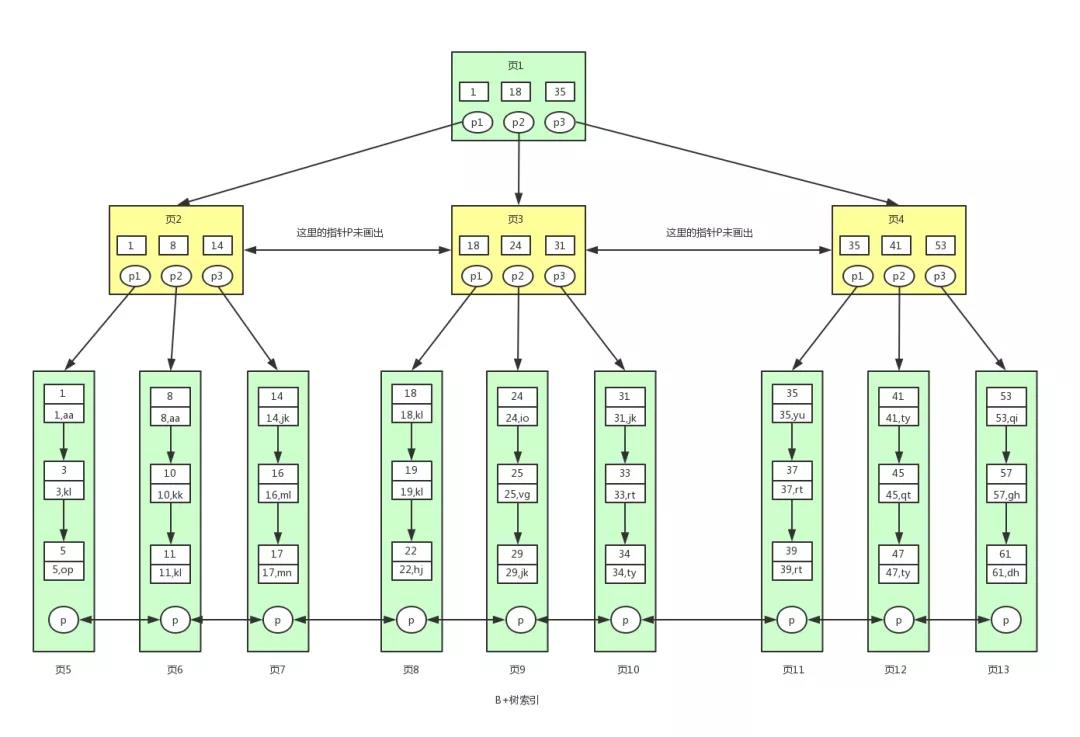 页1
1 18 35
p1 p2 p3
页2 页3 页4
这里的指针P未画出 这里的指针P未画出
1 8 14 18 24 31 35 41 53
p1 p2 p3 p1 p2 p3 p1 p2 p3
1 8 14 18 24 31 35 41 53
1,aa 8,aa 14,jk 18,kl 24,io 31,jk 35,yu 41,ty 53,qi
3 10 16 19 25 33 37 45 57
3,kl 10,kk 16,ml 19,kl 25,vg 33,rt 37,rt 45,qt 57,gh
5 11 17 22 29 34 39 47 61
5,op 11,kl 17,mn 22,hj 29,jk 34,ty 39,rt 47,ty 61,dh
p p p p p p p p p
页5 页6 页7 页8 页9 页10 页11 页12 页13
B+树索引